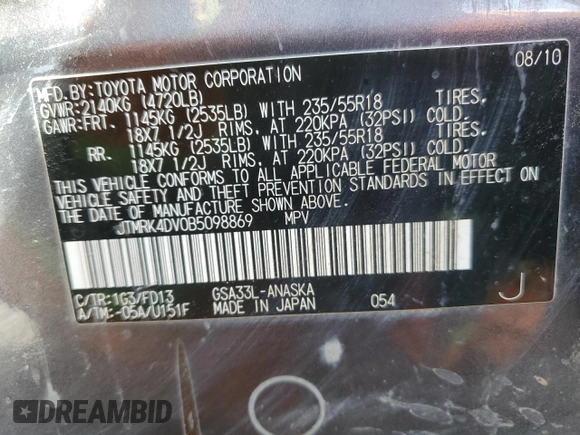 08/10
MFD.BY:TOYOTA MOTOR CORPORATION
GVWR:2140KG (4720LB)
GAWR:FRT. 1145KG (2535LB) WITH 235/55R18 TIRES.
18X7 1/2J RIMS, AT 220KPA (32PSI) COLD.
RR. 1145KG (2535LB) WITH 235/55R18 TIRES.
18X7 1/2J RIMS, AT 220KPA (32PSI) COLD.
THIS VEHICLE CONFORMS TO ALL APPLICABLE FEDERAL MOTOR
VEHICLE SAFETY AND THEFT PREVENTION STANDARDS IN EFFECT
ON THE DATE OF MANUFACTURE SHOWN ABOVE.
JTMRK4DV0B5098869 MPV
C/TR:1G3/FD13 GSA33L-ANASKA
A/TM:-05A/U151F MADE IN JAPAN 054 J
DREAMBID